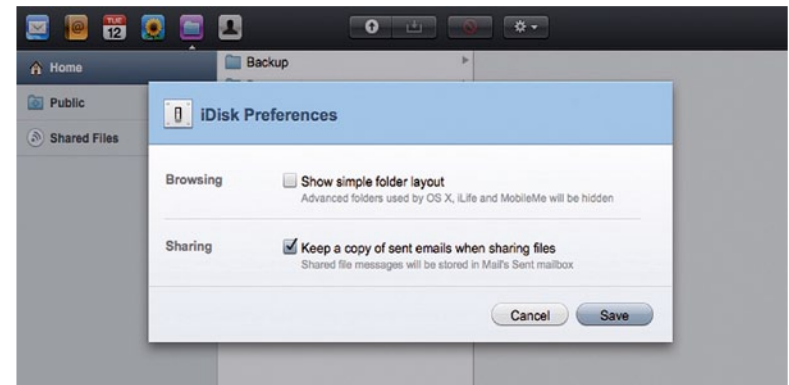 TUE
12
Home
Backup
Public
Shared Files
iDisk Preferences
Browsing
Show simple folder layout
Advanced folders used by OS X, iLife and MobileMe will be hidden
Sharing
Keep a copy of sent emails when sharing files
Shared file messages will be stored in Mail's Sent mailbox
Cancel
Save